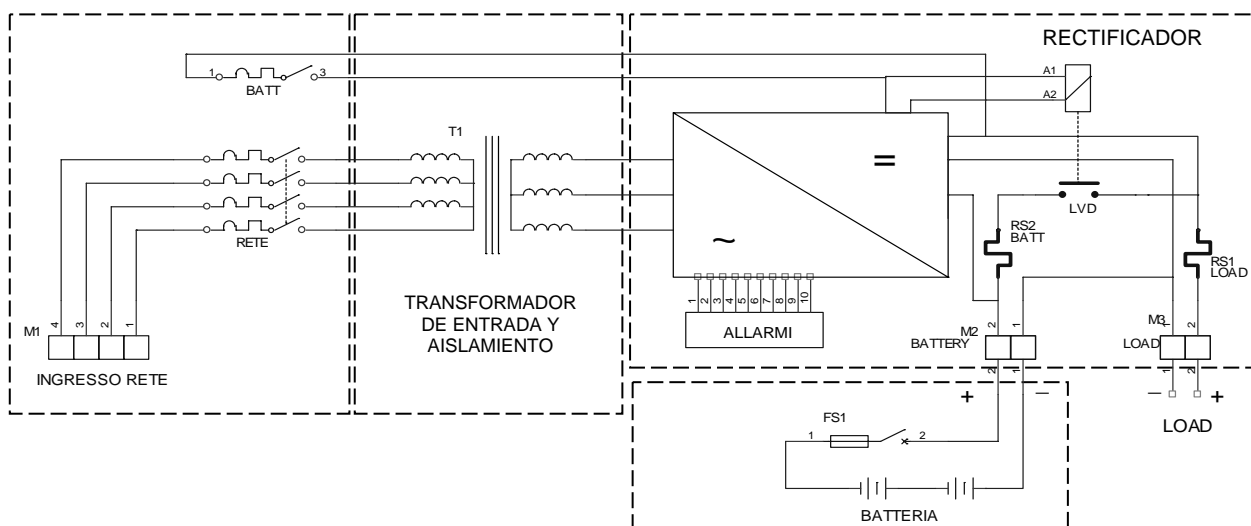 RECTIFICADOR
1
3
BATT
A1
A2
T1
=
LVD
~
RETE
RS2
BATT
RS1
LOAD
TRANSFORMADOR
DE ENTRADA Y
AISLAMIENTO
1 2 3 4 5 6 7 8 9 10
ALLARMI
M1
4 3 2 1
INGRESSO RETE
M2
BATTERY
2 1
M3
LOAD
1 2
2 1
1 2
+ −
− +
LOAD
FS1
1
2
BATTERIA